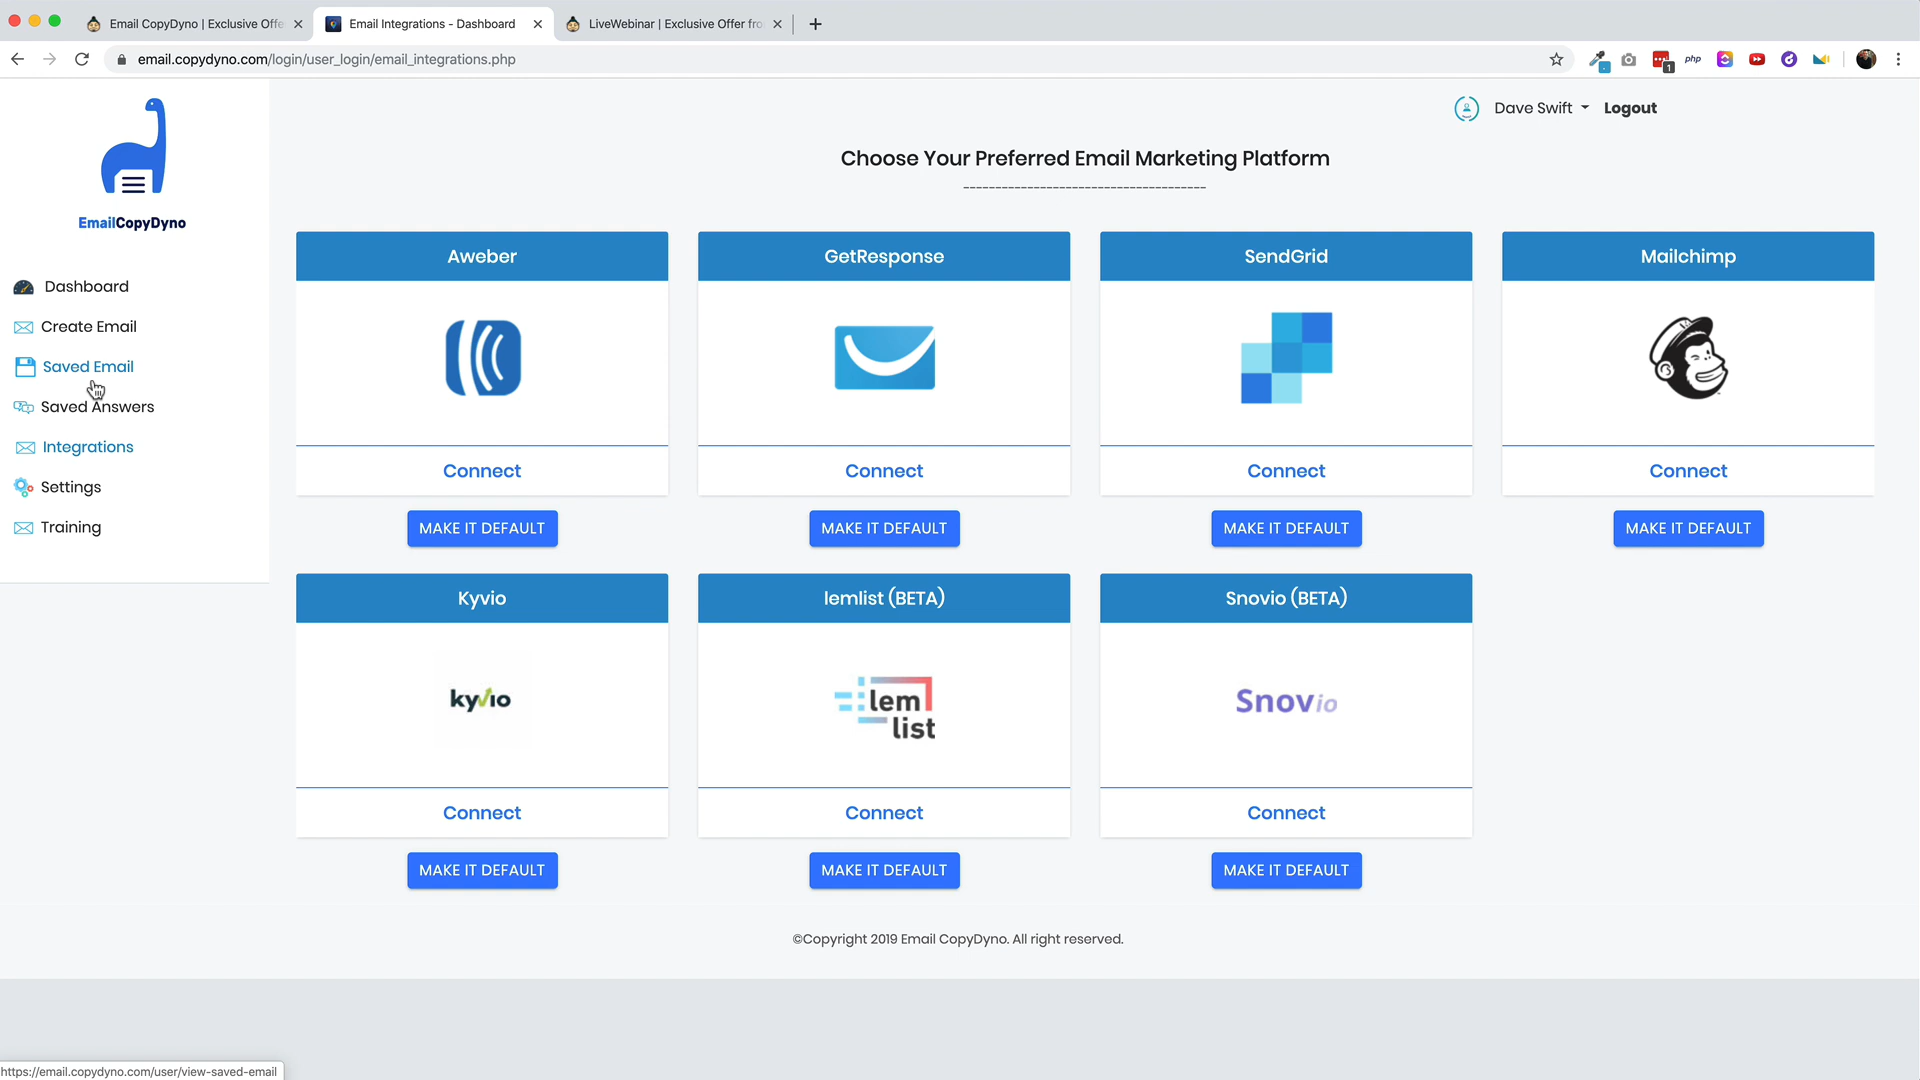 Email CopyDyno | Exclusive Offe
Email Integrations - Dashboard
LiveWebinar | Exclusive Offer fro
email.copydyno.com/login/user_login/email_integrations.php
1
php
Dave Swift
Logout
EmailCopyDyno
Dashboard
Create Email
Saved Email
Saved Answers
Integrations
Settings
Training
Choose Your Preferred Email Marketing Platform
--------------------------------------
Aweber
GetResponse
SendGrid
Mailchimp
Connect
Connect
Connect
Connect
MAKE IT DEFAULT
MAKE IT DEFAULT
MAKE IT DEFAULT
MAKE IT DEFAULT
Kyvio
lemlist (BETA)
Snovio (BETA)
kyvio
lem
list
Snovio
Connect
Connect
Connect
MAKE IT DEFAULT
MAKE IT DEFAULT
MAKE IT DEFAULT
©Copyright 2019 Email CopyDyno. All right reserved.
https://email.copydyno.com/user/view-saved-email